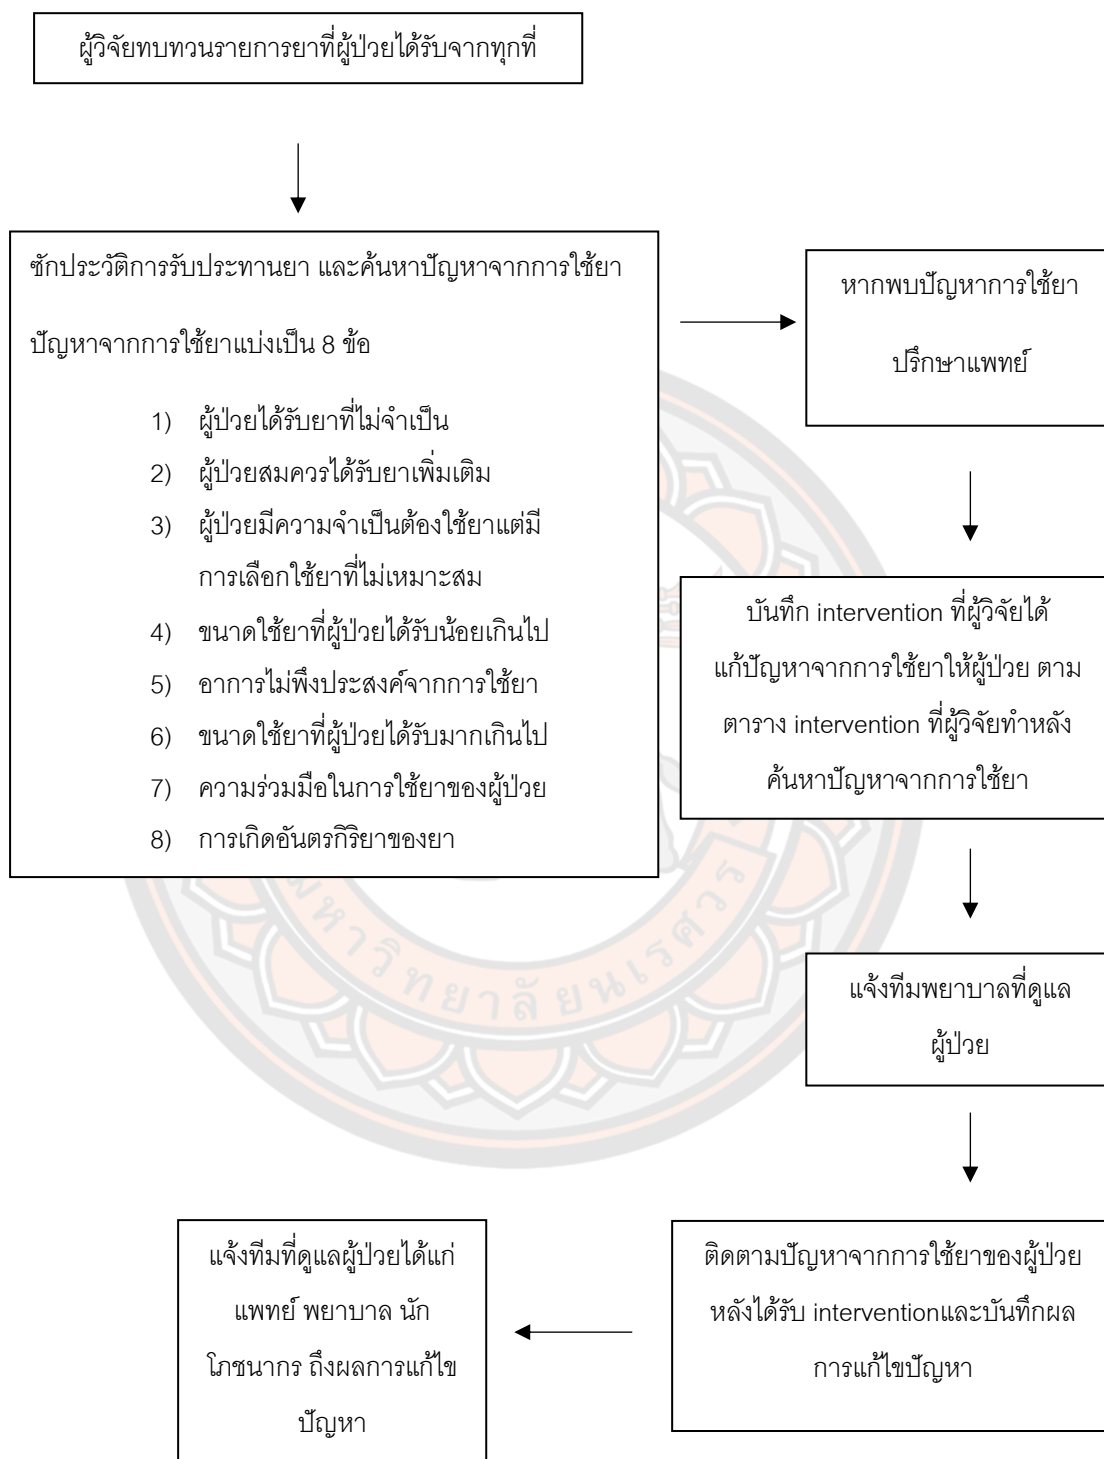 ผู้วิจัยทบทวนรายการยาที่ผู้ป่วยได้รับจากทุกที่
ซักประวัติการรับประทานยา และค้นหาปัญหาจากการใช้ยา
ปัญหาจากการใช้ยาแบ่งเป็น 8 ข้อ
1) ผู้ป่วยได้รับยาที่ไม่จำเป็น
2) ผู้ป่วยสมควรได้รับยาเพิ่มเติม
3) ผู้ป่วยมีความจำเป็นต้องใช้ยาแต่มี
การเลือกใช้ยาที่ไม่เหมาะสม
4) ขนาดใช้ยาที่ผู้ป่วยได้รับน้อยเกินไป
5) อาการไม่พึงประสงค์จากการใช้ยา
6) ขนาดใช้ยาที่ผู้ป่วยได้รับมากเกินไป
7) ความร่วมมือในการใช้ยาของผู้ป่วย
8) การเกิดอันตรกิริยาของยา
หากพบปัญหาการใช้ยา
ปรึกษาแพทย์
บันทึก intervention ที่ผู้วิจัยได้
แก้ปัญหาจากการใช้ยาให้ผู้ป่วย ตาม
ตาราง intervention ที่ผู้วิจัยทำหลัง
ค้นหาปัญหาจากการใช้ยา
แจ้งทีมพยาบาลที่ดูแล
ผู้ป่วย
ติดตามปัญหาจากการใช้ยาของผู้ป่วย
หลังได้รับ interventionและบันทึกผล
การแก้ไขปัญหา
แจ้งทีมที่ดูแลผู้ป่วยได้แก่
แพทย์ พยาบาล นัก
โภชนากร ถึงผลการแก้ไข
ปัญหา
มหาวิทยาลัยนเรศวร